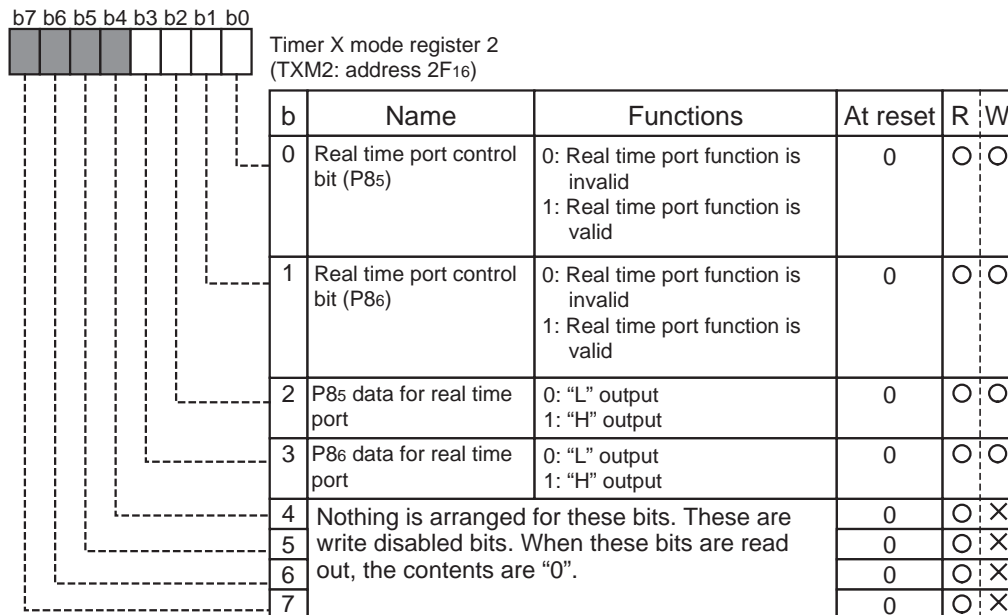 b7 b6 b5 b4 b3 b2 b1 b0
Timer X mode register 2
(TXM2: address 2F16)
b Name Functions At reset R W
0 Real time port control bit (P85)
0: Real time port function is
invalid
1: Real time port function is
valid
0 O O
1 Real time port control bit (P86)
0: Real time port function is
invalid
1: Real time port function is
valid
0 O O
2 P85 data for real time port
0: “L” output
1: “H” output
0 O O
3 P86 data for real time port
0: “L” output
1: “H” output
0 O O
4 Nothing is arranged for these bits. These are 0 O ×
5 write disabled bits. When these bits are read 0 O ×
6 out, the contents are “0”. 0 O ×
7 0 O ×